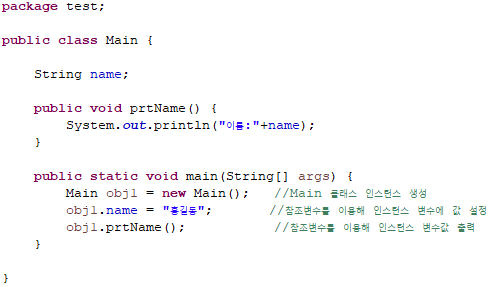 package test;
public class Main {
String name;
public void prtName() {
System.out.println("이름:"+name);
}
public static void main(String[] args) {
Main obj1 = new Main(); //Main 클래스 인스턴스 생성
obj1.name = "홍길동"; //참조변수를 이용해 인스턴스 변수에 값 설정
obj1.prtName(); //참조변수를 이용해 인스턴스 변수값 출력
}
}